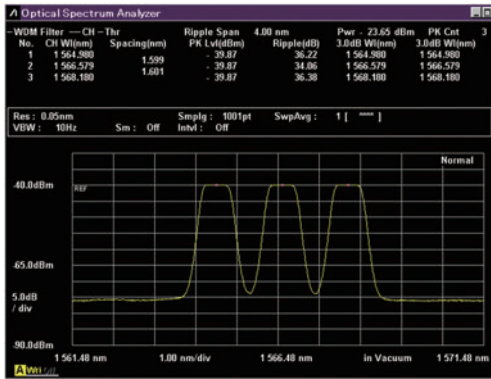 Optical Spectrum Analyzer
WDM Filter — CH — Thr Ripple Span 4.00 nm Pwr - 23.65 dBm PK Cnt 3
No. CH Wl(nm) Spacing(nm) PK Lvl(dBm) Ripple(dB) 3.0dB Wl(nm) 3.0dB Wl(nm)
1 1 564.980 1.599 - 39.87 36.22 1 564.980 1 564.980
2 1 566.579 1.601 - 39.87 34.06 1 566.579 1 566.579
3 1 568.180 - 39.87 36.38 1 568.180 1 568.180
Res : 0.05nm Smplg : 1001pt SwpAvg : 1 [ ]
VBW : 10Hz Sm : Off Intvl : Off
Normal
-40.0dBm REF
-65.0dBm
5.0dB
/ div
-90.0dBm
1 561.48 nm 1.00 nm/div 1 566.48 nm in Vacuum 1 571.48 nm
A Wri